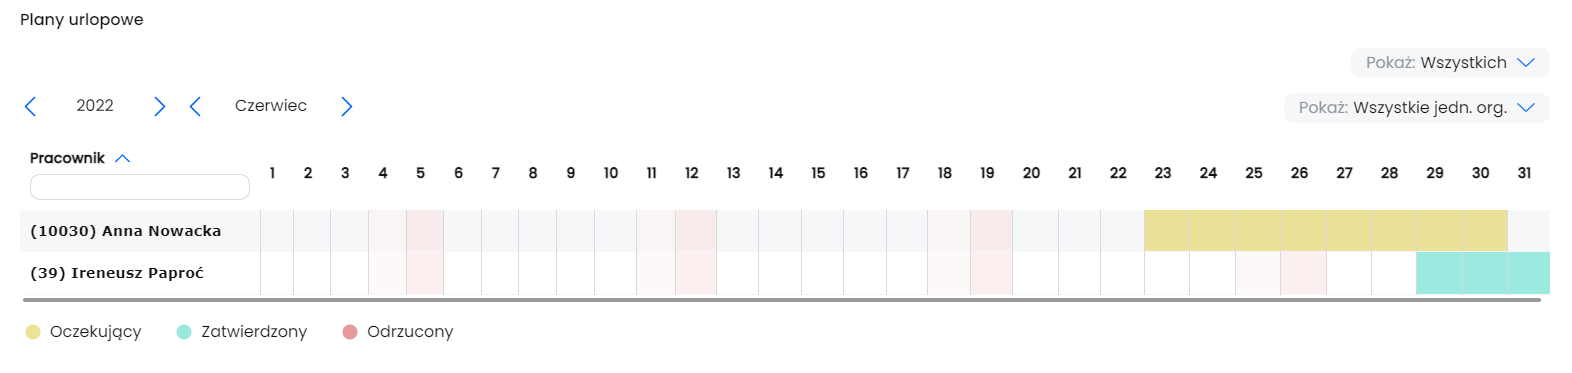 Plany urlopowe
Pokaż: Wszystkich
2022 Czerwiec
Pokaż: Wszystkie jedn. org.
Pracownik
1 2 3 4 5 6 7 8 9 10 11 12 13 14 15 16 17 18 19 20 21 22 23 24 25 26 27 28 29 30 31
(10030) Anna Nowacka
(39) Ireneusz Paproć
Oczekujący Zatwierdzony Odrzucony